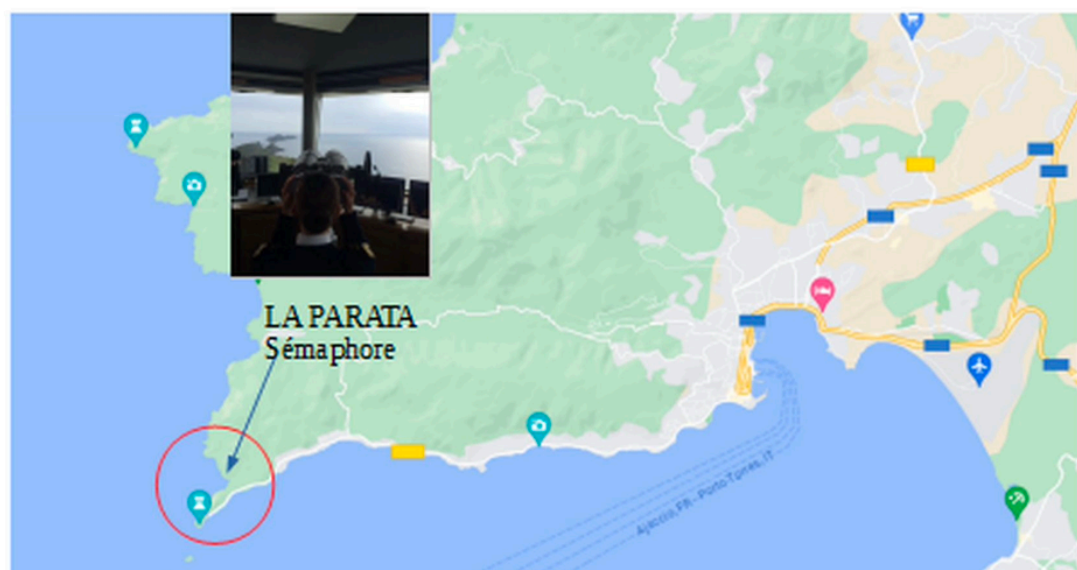 LA PARATA
Sémaphore
Ajaccio, FR - Porto Torres, IT